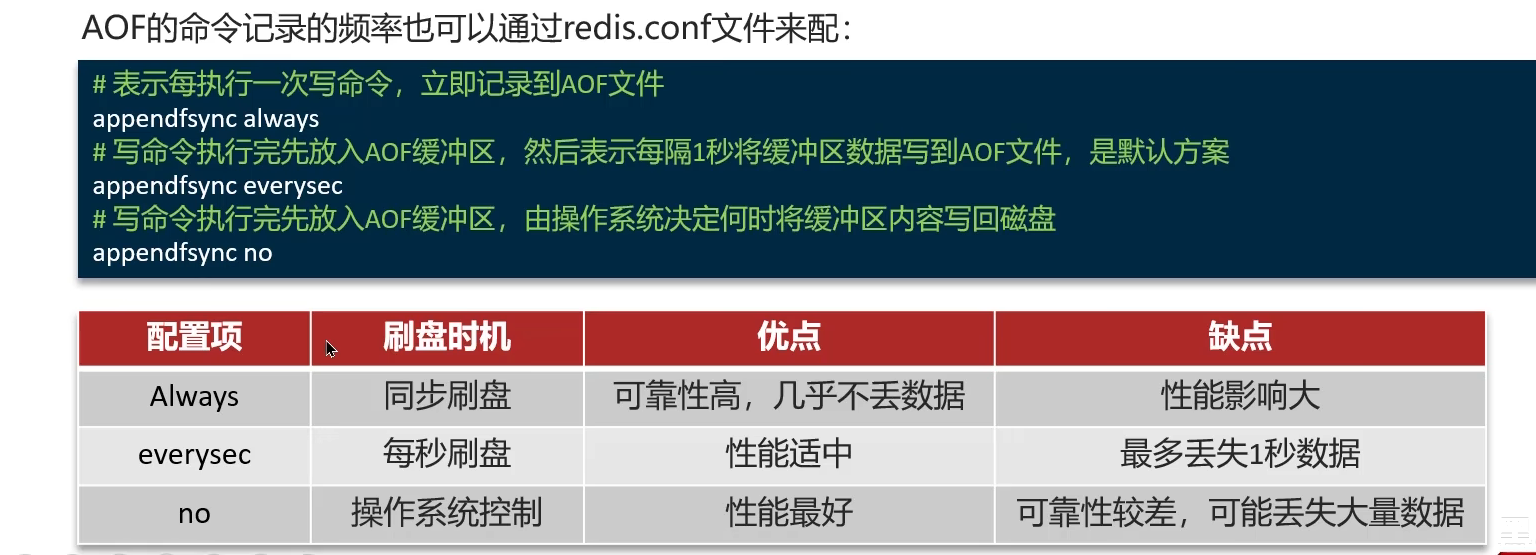 AOF的命令记录的频率也可以通过redis.conf文件来配：
# 表示每执行一次写命令，立即记录到AOF文件
appendfsync always
# 写命令执行完先放入AOF缓冲区，然后表示每隔1秒将缓冲区数据写到AOF文件，是默认方案
appendfsync everysec
# 写命令执行完先放入AOF缓冲区，由操作系统决定何时将缓冲区内容写回磁盘
appendfsync no
配置项 刷盘时机 优点 缺点
Always 同步刷盘 可靠性高，几乎不丢数据 性能影响大
everysec 每秒刷盘 性能适中 最多丢失1秒数据
no 操作系统控制 性能最好 可靠性较差，可能丢失大量数据